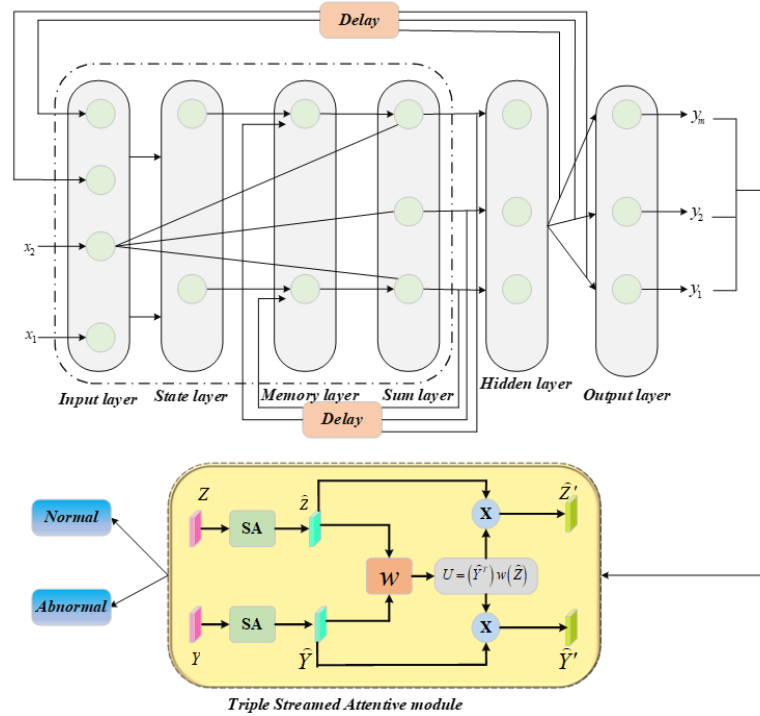 Delay
y_m
x_2
y_2
x_1
y_1
Input layer
State layer
Memory layer
Sum layer
Hidden layer
Output layer
Delay
Normal
Abnormal
Z
SA
ẑ
X
Ẑ'
w
U = (Ŷ^T) w (Ẑ)
Y
SA
Ŷ
X
Ŷ'
Triple Streamed Attentive module